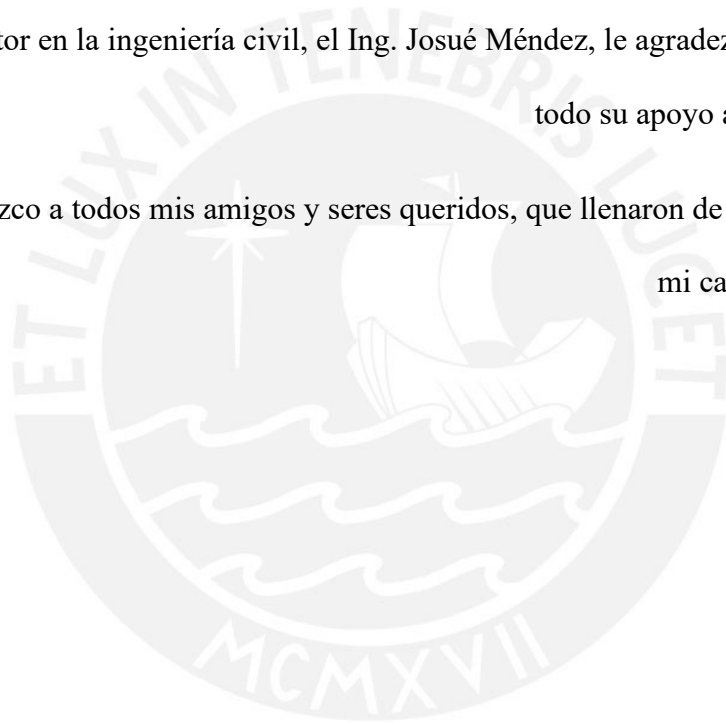 tor en la ingeniería civil, el Ing. Josué Méndez, le agradez
todo su apoyo a
zco a todos mis amigos y seres queridos, que llenaron de
mi ca
ET LUX IN TENEBRIS LUCET
MCMXVII